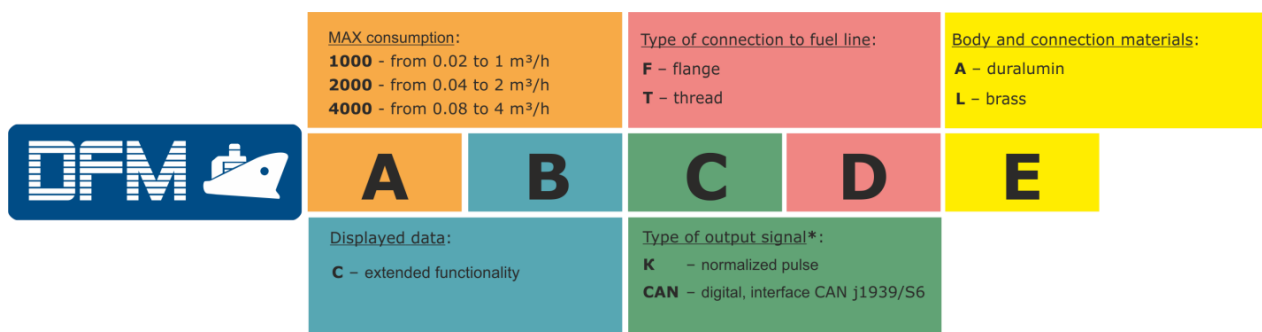 MAX consumption:
1000 - from 0.02 to 1 m³/h
2000 - from 0.04 to 2 m³/h
4000 - from 0.08 to 4 m³/h
Type of connection to fuel line:
F – flange
T – thread
Body and connection materials:
A – duralumin
L – brass
DFM
A
B
C
D
E
Displayed data:
C – extended functionality
Type of output signal*:
K – normalized pulse
CAN – digital, interface CAN j1939/S6